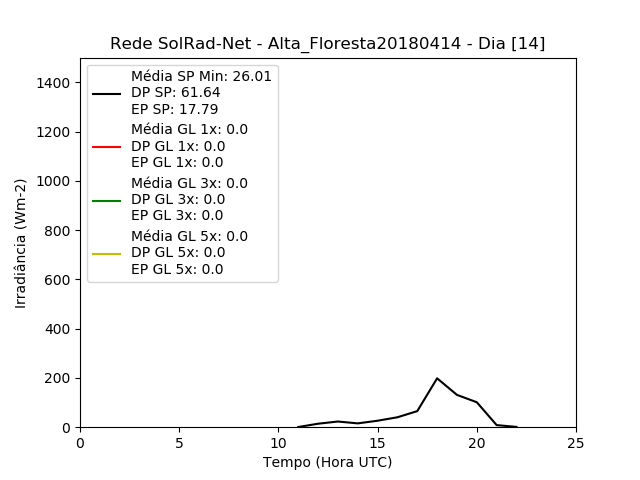 Rede SolRad-Net - Alta_Floresta20180414 - Dia [14]
Irradiância (Wm-2)
1400
1200
1000
800
600
400
200
0
Média SP Min: 26.01
DP SP: 61.64
EP SP: 17.79
Média GL 1x: 0.0
DP GL 1x: 0.0
EP GL 1x: 0.0
Média GL 3x: 0.0
DP GL 3x: 0.0
EP GL 3x: 0.0
Média GL 5x: 0.0
DP GL 5x: 0.0
EP GL 5x: 0.0
0 5 10 15 20 25
Tempo (Hora UTC)